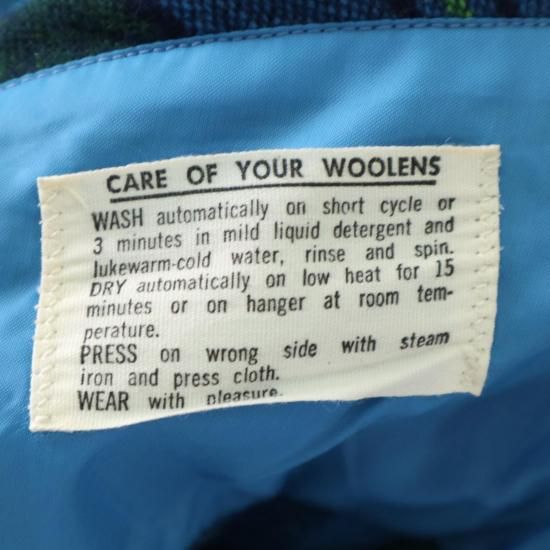 CARE OF YOUR WOOLENS
WASH automatically on short cycle or
3 minutes in mild liquid detergent and
lukewarm-cold water, rinse and spin.
DRY automatically on low heat for 15
minutes or on hanger at room tem-
perature.
PRESS on wrong side with steam
iron and press cloth.
WEAR with pleasure.